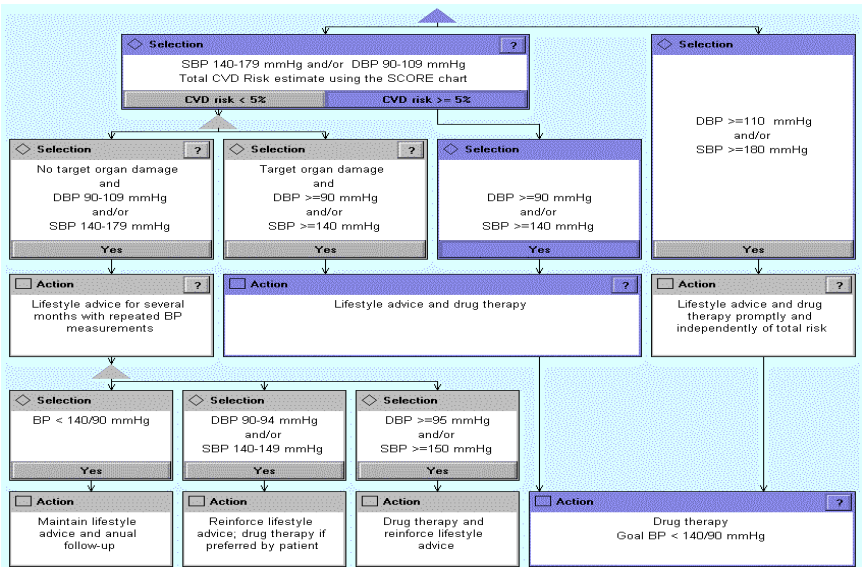 Selection
?
SBP 140-179 mmHg and/or DBP 90-109 mmHg
Total CVD Risk estimate using the SCORE chart
CVD risk < 5%
CVD risk >= 5%
Selection
DBP >=110 mmHg
and/or
SBP >=180 mmHg
Yes
Selection
?
No target organ damage
and
DBP 90-109 mmHg
and/or
SBP 140-179 mmHg
Yes
Selection
?
Target organ damage
and
DBP >=90 mmHg
and/or
SBP >=140 mmHg
Yes
Selection
?
DBP >=90 mmHg
and/or
SBP >=140 mmHg
Yes
Action
?
Lifestyle advice for several
months with repeated BP
measurements
Action
?
Lifestyle advice and drug therapy
Action
?
Lifestyle advice and drug
therapy promptly and
independently of total risk
Selection
BP < 140/90 mmHg
Yes
Selection
DBP 90-94 mmHg
and/or
SBP 140-149 mmHg
Yes
Selection
DBP >=95 mmHg
and/or
SBP >=150 mmHg
Yes
Action
Maintain lifestyle
advice and anual
follow-up
Action
Reinforce lifestyle
advice; drug therapy if
preferred by patient
Action
Drug therapy and
reinforce lifestyle
advice
Action
?
Drug therapy
Goal BP < 140/90 mmHg